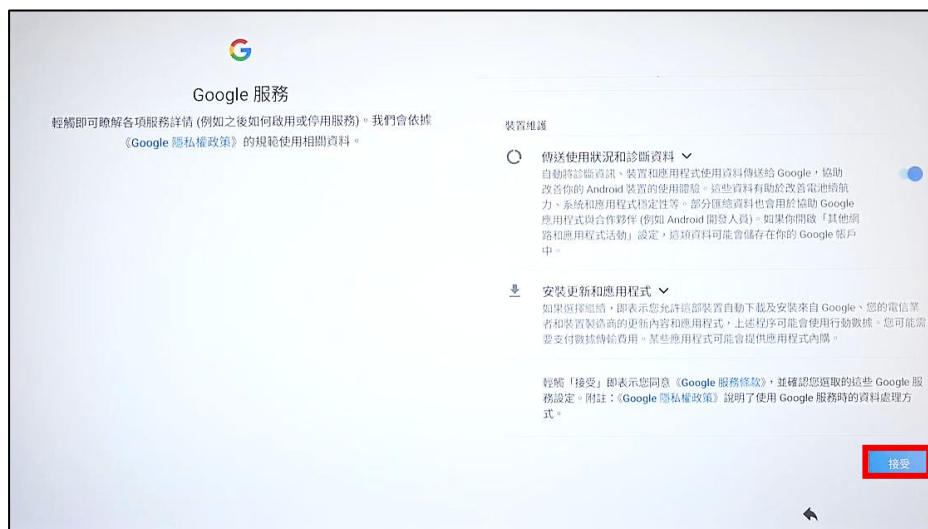 Google 服務
輕觸即可瞭解各項服務詳情 (例如之後如何啟用或停用服務)。我們會依據
《Google 隱私權政策》的規範使用相關資料。
裝置維護
傳送使用狀況和診斷資料
自動將診斷資訊、裝置和應用程式使用資料傳送給 Google，協助
改善你的 Android 裝置的使用體驗。這些資料有助於改善電池續航
力、系統和應用程式穩定性等。部分匯總資料也會用於協助 Google
應用程式與合作夥伴 (例如 Android 開發人員)。如果你開啟「其他網
路和應用程式活動」設定，這類資料可能會儲存在你的 Google 帳戶
中。
安裝更新和應用程式
如果選擇繼續，即表示您允許這部裝置自動下載及安裝來自 Google、您的電信業
者和裝置製造商的更新內容和應用程式，上述程序可能會使用行動數據。您可能需
要支付數據傳輸費用。某些應用程式可能會提供應用程式內購。
輕觸「接受」即表示您同意《Google 服務條款》，並確認您選取的這些 Google 服
務設定。附註：《Google 隱私權政策》說明了使用 Google 服務時的資料處理方
式。
接受